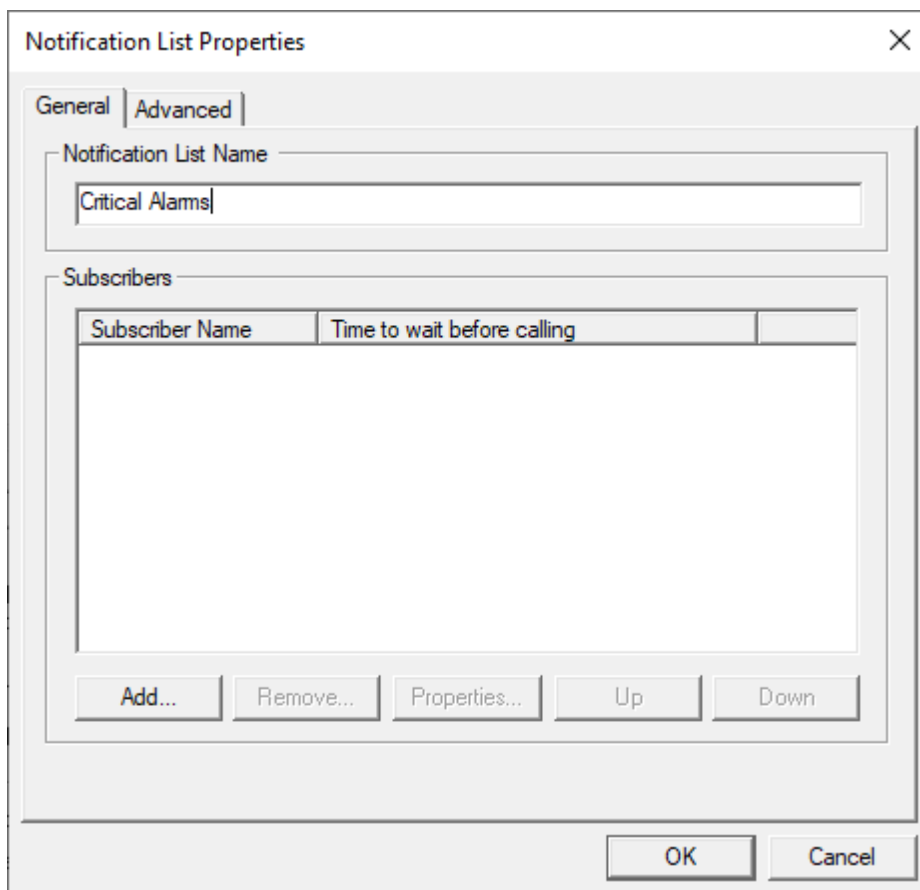 Notification List Properties
General Advanced
Notification List Name
Critical Alarms
Subscribers
Subscriber Name Time to wait before calling
Add... Remove... Properties... Up Down
OK Cancel